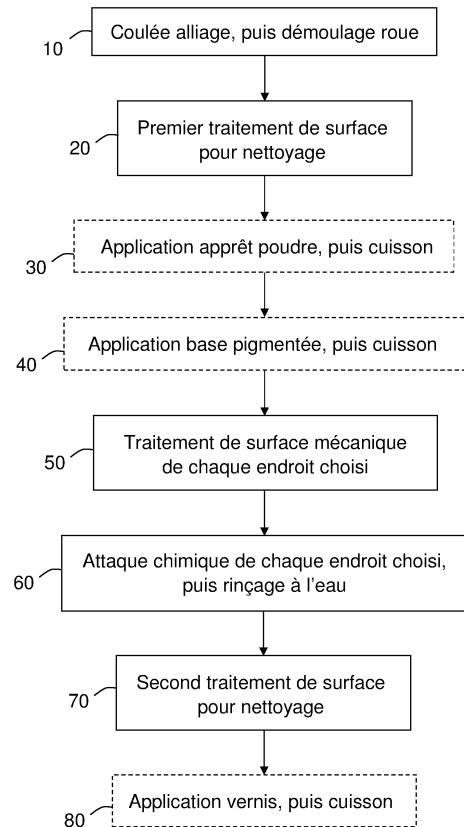 Coulée alliage, puis démoulage roue
10
Premier traitement de surface
pour nettoyage
20
Application apprêt poudre, puis cuisson
30
Application base pigmentée, puis cuisson
40
Traitement de surface mécanique
de chaque endroit choisi
50
Attaque chimique de chaque endroit choisi,
puis rinçage à l'eau
60
Second traitement de surface
pour nettoyage
70
Application vernis, puis cuisson
80